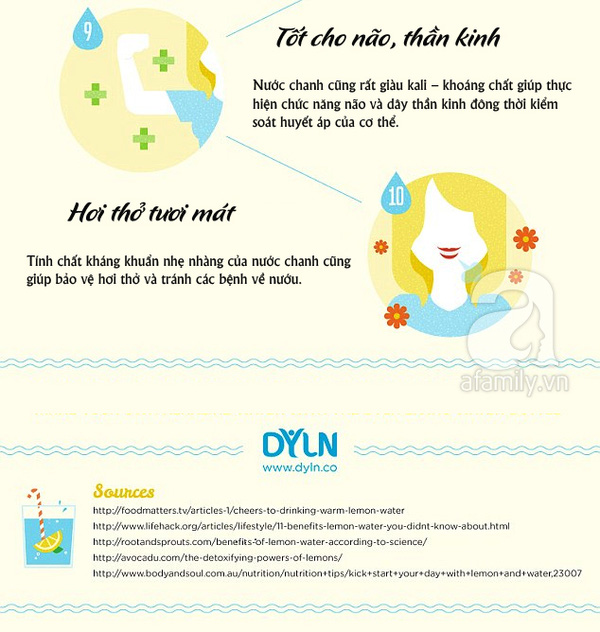 9
Tốt cho não, thần kinh
Nước chanh cũng rất giàu kali – khoáng chất giúp thực
hiện chức năng não và dây thần kinh đông thời kiểm
soát huyết áp của cơ thể.
10
Hơi thở tươi mát
Tính chất kháng khuẩn nhẹ nhàng của nước chanh cũng
giúp bảo vệ hơi thở và tránh các bệnh về nướu.
a
afamily.vn
DYLN
www.dyln.co
Sources
http://foodmatters.tv/articles-1/cheers-to-drinking-warm-lemon-water
http://www.lifehack.org/articles/lifestyle/11-benefits-lemon-water-you-didnt-know-about.html
http://rootandsprouts.com/benefits-of-lemon-water-according-to-science/
http://avocadu.com/the-detoxifying-powers-of-lemons/
http://www.bodyandsoul.com.au/nutrition/nutrition+tips/kick+start+your+day+with+lemon+and+water,23007